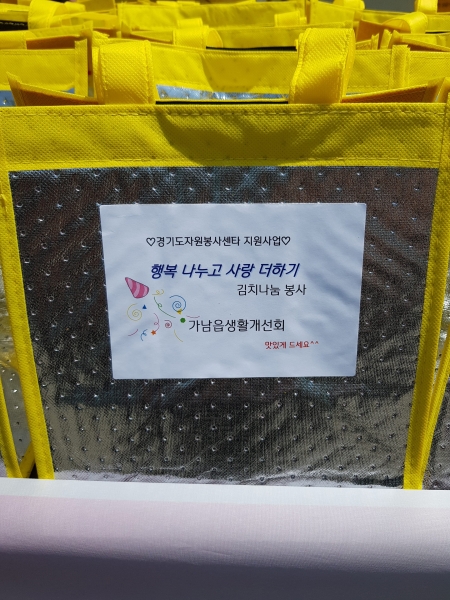 ♡경기도자원봉사센타 지원사업♡
행복 나누고 사랑 더하기
김치나눔 봉사
가남읍생활개선회
맛있게 드세요^^